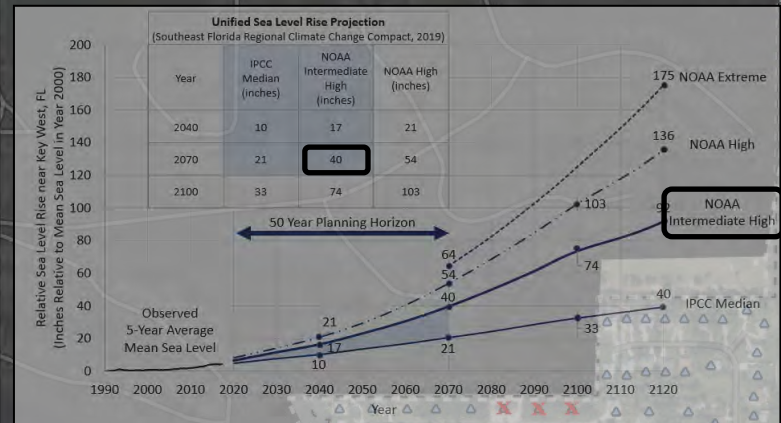 Unified Sea Level Rise Projection
(Southeast Florida Regional Climate Change Compact, 2019)
Year IPCC Median (inches) NOAA Intermediate High (inches) NOAA High (inches)
2040 10 17 21
2070 21 40 54
2100 33 74 103
Relative Sea Level Rise near Key West, FL
(Inches Relative to Mean Sea Level in Year 2000)
200
180
160
140
120
100
80
60
40
20
0
175 NOAA Extreme
136
NOAA High
103
92
NOAA
Intermediate High
74
50 Year Planning Horizon
64
54
40
40
IPCC Median
33
21
21
17
10
Observed
5-Year Average
Mean Sea Level
1990 2000 2010 2020 2030 2040 2050 2060 2070 2080 2090 2100 2110 2120
Year